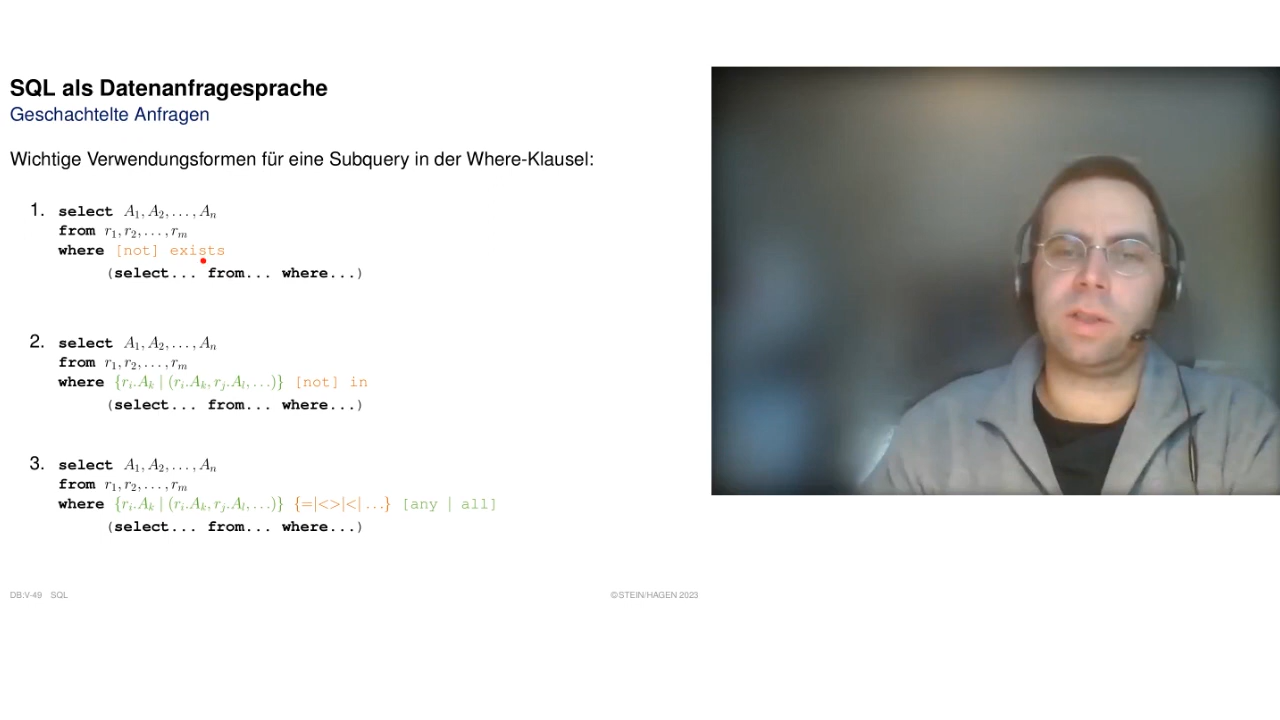 SQL als Datenanfragesprache
Geschachtelte Anfragen
Wichtige Verwendungsformen für eine Subquery in der Where-Klausel:
1. select A₁, A₂, . . . , Aₙ
from r₁, r₂, . . . , rₘ
where [not] exists
(select... from... where...)
2. select A₁, A₂, . . . , Aₙ
from r₁, r₂, . . . , rₘ
where {rᵢ.Aₖ | (rᵢ.Aₖ, rⱼ.Aₗ, . . .)} [not] in
(select... from... where...)
3. select A₁, A₂, . . . , Aₙ
from r₁, r₂, . . . , rₘ
where {rᵢ.Aₖ | (rᵢ.Aₖ, rⱼ.Aₗ, . . .)} {=|<>|<| . . .} [any | all]
(select... from... where...)
DB:V-49 SQL ©STEIN/HAGEN 2023